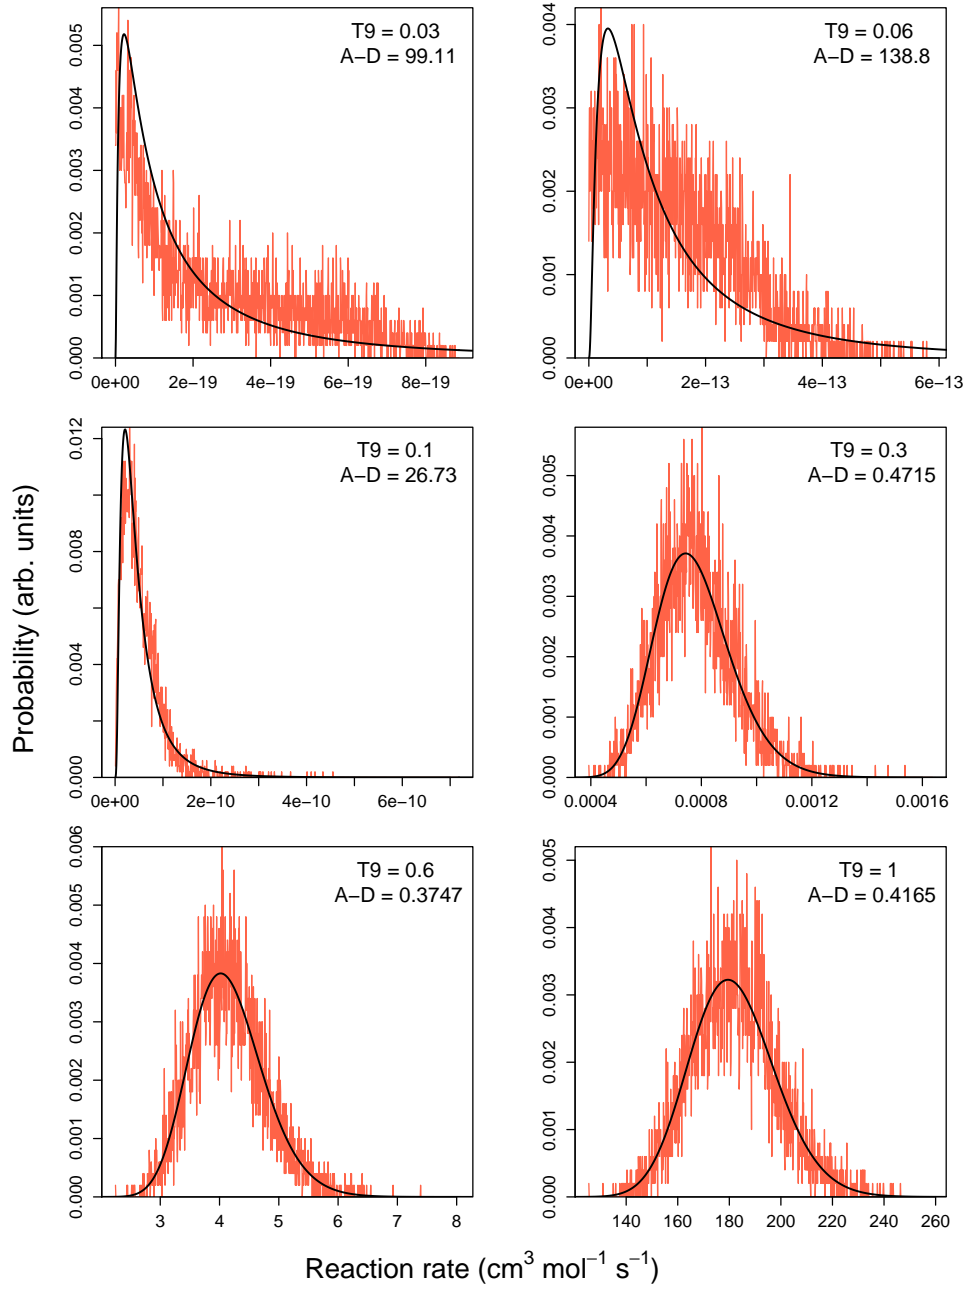 T9 = 0.03
A−D = 99.11
0.000
0.001
0.002
0.003
0.004
0.005
0e+00
2e−19
4e−19
6e−19
8e−19
T9 = 0.06
A−D = 138.8
0.000
0.001
0.002
0.003
0.004
0e+00
2e−13
4e−13
6e−13
T9 = 0.1
A−D = 26.73
0.000
0.004
0.008
0.012
0e+00
2e−10
4e−10
6e−10
T9 = 0.3
A−D = 0.4715
0.000
0.001
0.002
0.003
0.004
0.005
0.0004
0.0008
0.0012
0.0016
T9 = 0.6
A−D = 0.3747
0.000
0.001
0.002
0.003
0.004
0.005
0.006
3
4
5
6
7
8
T9 = 1
A−D = 0.4165
0.000
0.001
0.002
0.003
0.004
0.005
140
160
180
200
220
240
260
Probability (arb. units)
Reaction rate (cm³ mol⁻¹ s⁻¹)